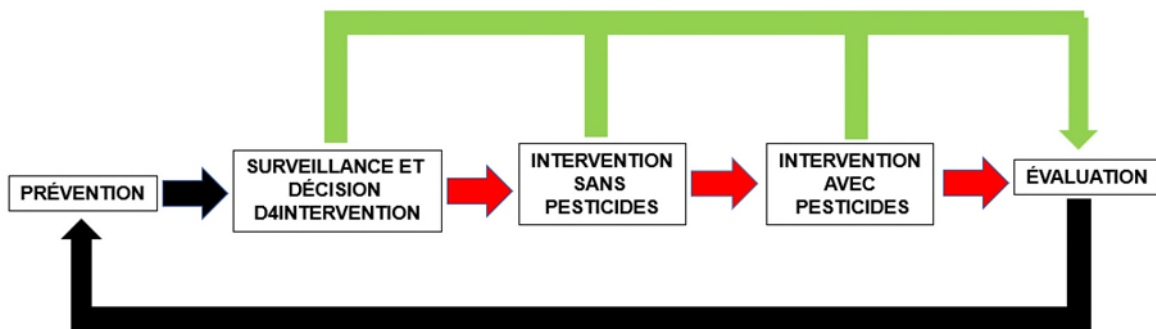 PRÉVENTION
SURVEILLANCE ET
DÉCISION
D4INTERVENTION
INTERVENTION
SANS
PESTICIDES
INTERVENTION
AVEC
PESTICIDES
ÉVALUATION